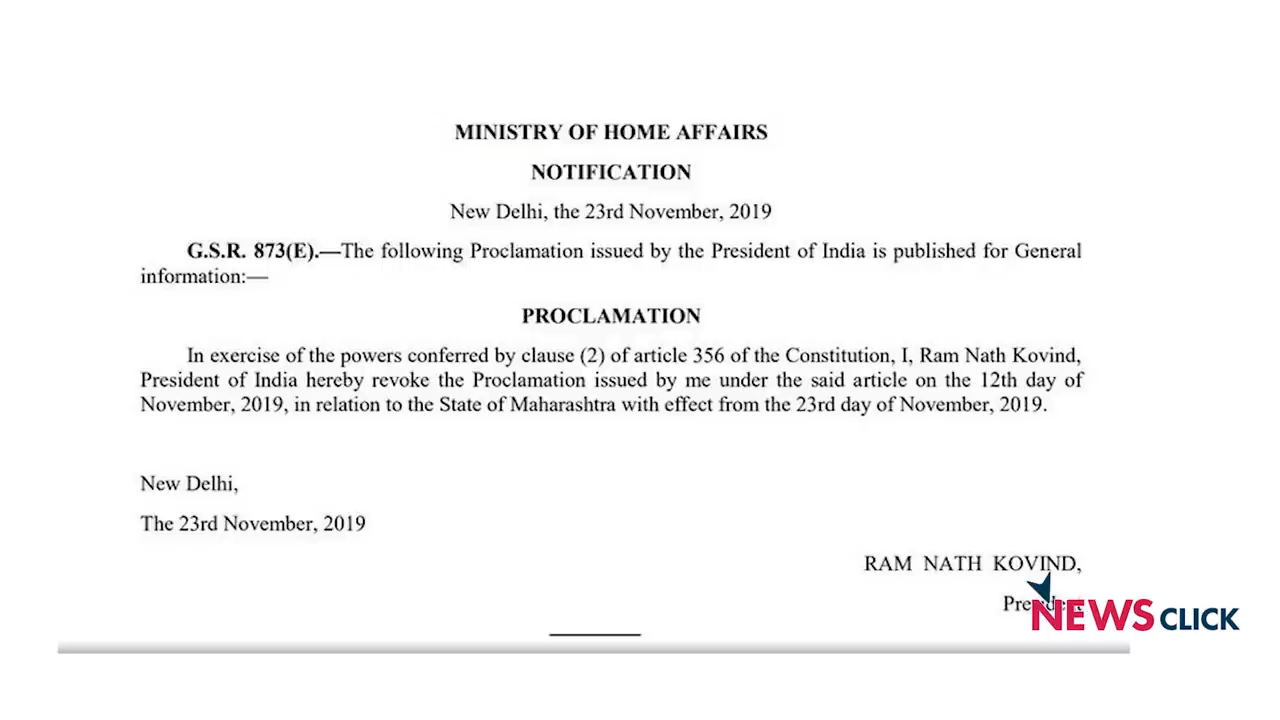 MINISTRY OF HOME AFFAIRS
NOTIFICATION
New Delhi, the 23rd November, 2019
G.S.R. 873(E).—The following Proclamation issued by the President of India is published for General
information:—
PROCLAMATION
In exercise of the powers conferred by clause (2) of article 356 of the Constitution, I, Ram Nath Kovind,
President of India hereby revoke the Proclamation issued by me under the said article on the 12th day of
November, 2019, in relation to the State of Maharashtra with effect from the 23rd day of November, 2019.
New Delhi,
The 23rd November, 2019
RAM NATH KOVIND,
President
NEWSCLICK